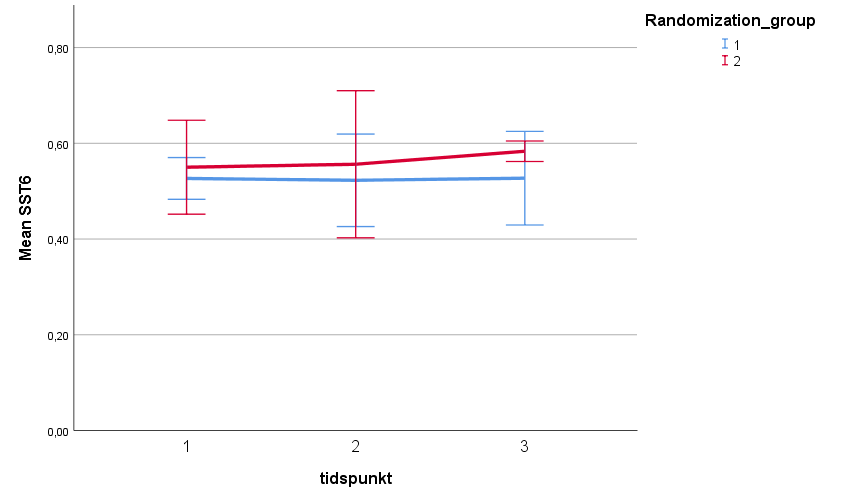 Randomization_group
1
2
Mean SST6
0,80
0,60
0,40
0,20
0,00
1 2 3
tidspunkt